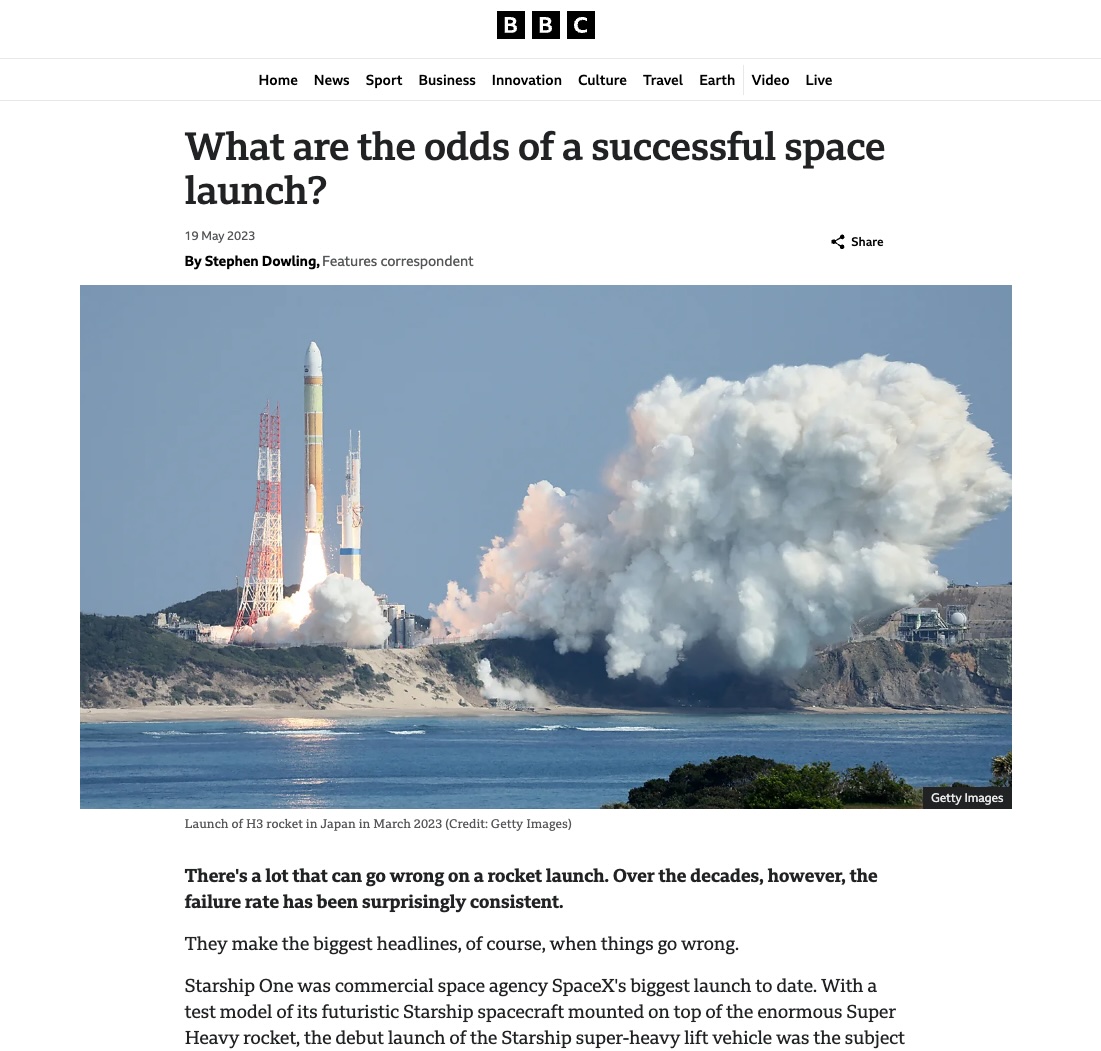 BBC
Home News Sport Business Innovation Culture Travel Earth Video Live
What are the odds of a successful space
launch?
19 May 2023
Share
By Stephen Dowling, Features correspondent
Getty Images
Launch of H3 rocket in Japan in March 2023 (Credit: Getty Images)
There's a lot that can go wrong on a rocket launch. Over the decades, however, the
failure rate has been surprisingly consistent.
They make the biggest headlines, of course, when things go wrong.
Starship One was commercial space agency SpaceX's biggest launch to date. With a
test model of its futuristic Starship spacecraft mounted on top of the enormous Super
Heavy rocket, the debut launch of the Starship super-heavy lift vehicle was the subject